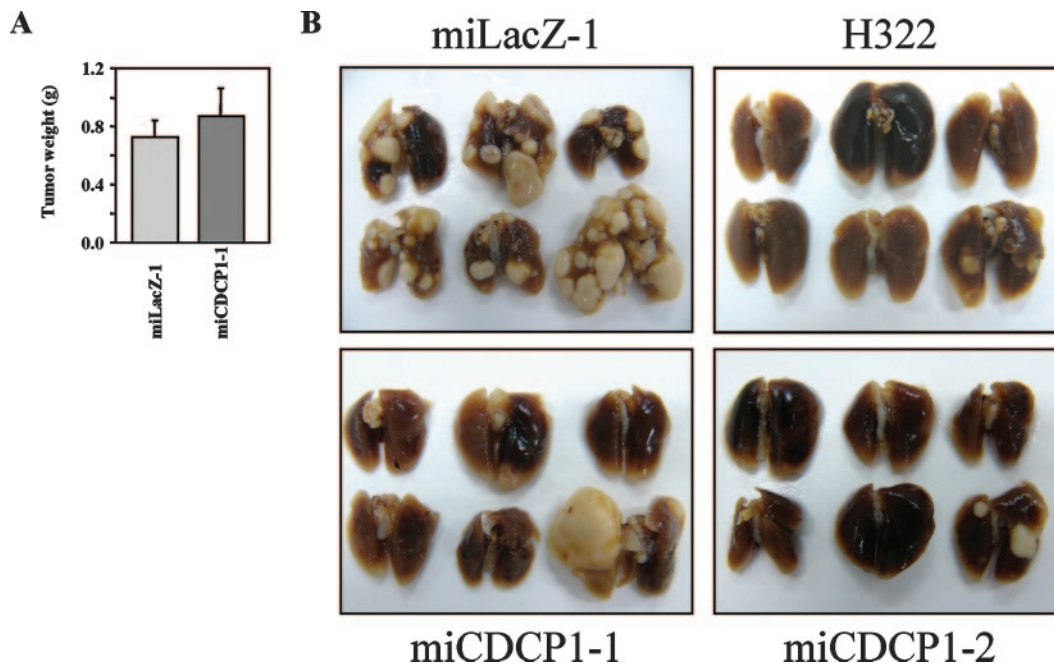 A
B
miLacZ-1
H322
1.2
0.8
0.4
0.0
Tumor weight (g)
miLacZ-1
miCDCP1-1
miCDCP1-1
miCDCP1-2